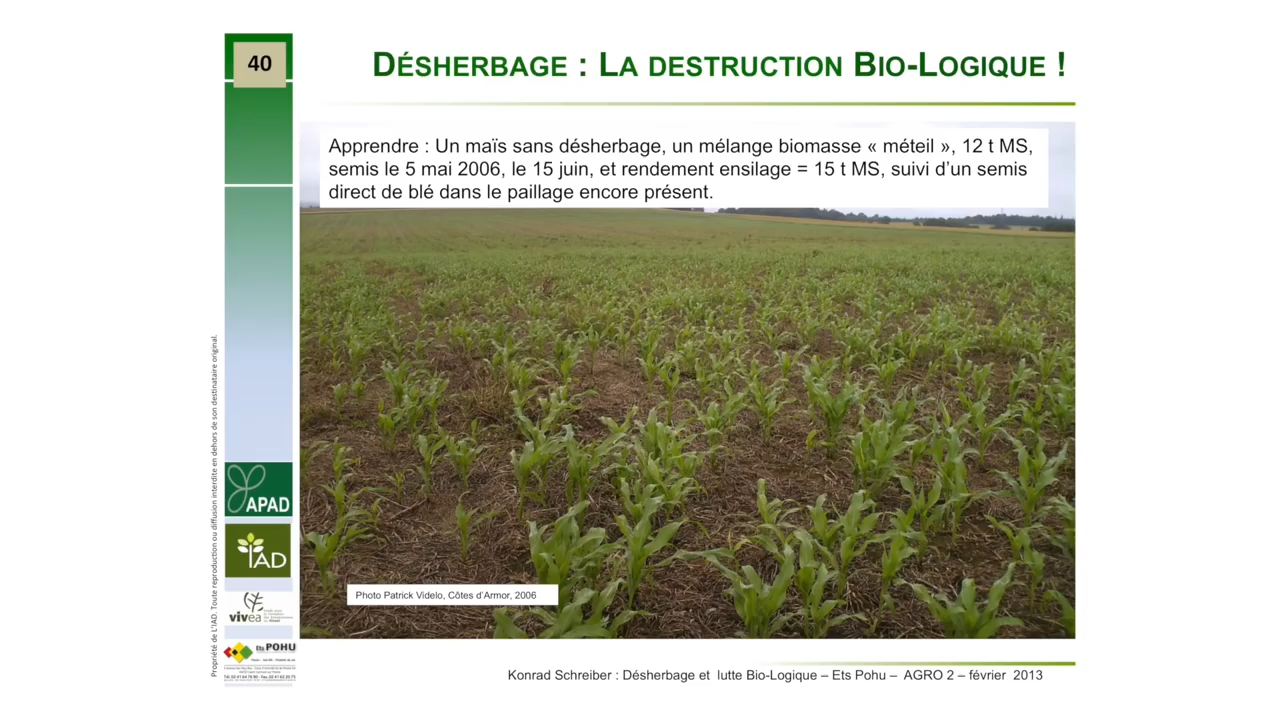 40
DÉSHERBAGE : LA DESTRUCTION BIO-LOGIQUE !
Apprendre : Un maïs sans désherbage, un mélange biomasse « méteil », 12 t MS,
semis le 5 mai 2006, le 15 juin, et rendement ensilage = 15 t MS, suivi d’un semis
direct de blé dans le paillage encore présent.
Propriété de L’IAD. Toute reproduction ou diffusion interdite en dehors de son destinataire original.
APAD
IAD
vivea
Ets POHU
Photo Patrick Videlo, Côtes d’Armor, 2006
Konrad Schreiber : Désherbage et lutte Bio-Logique – Ets Pohu – AGRO 2 – février 2013